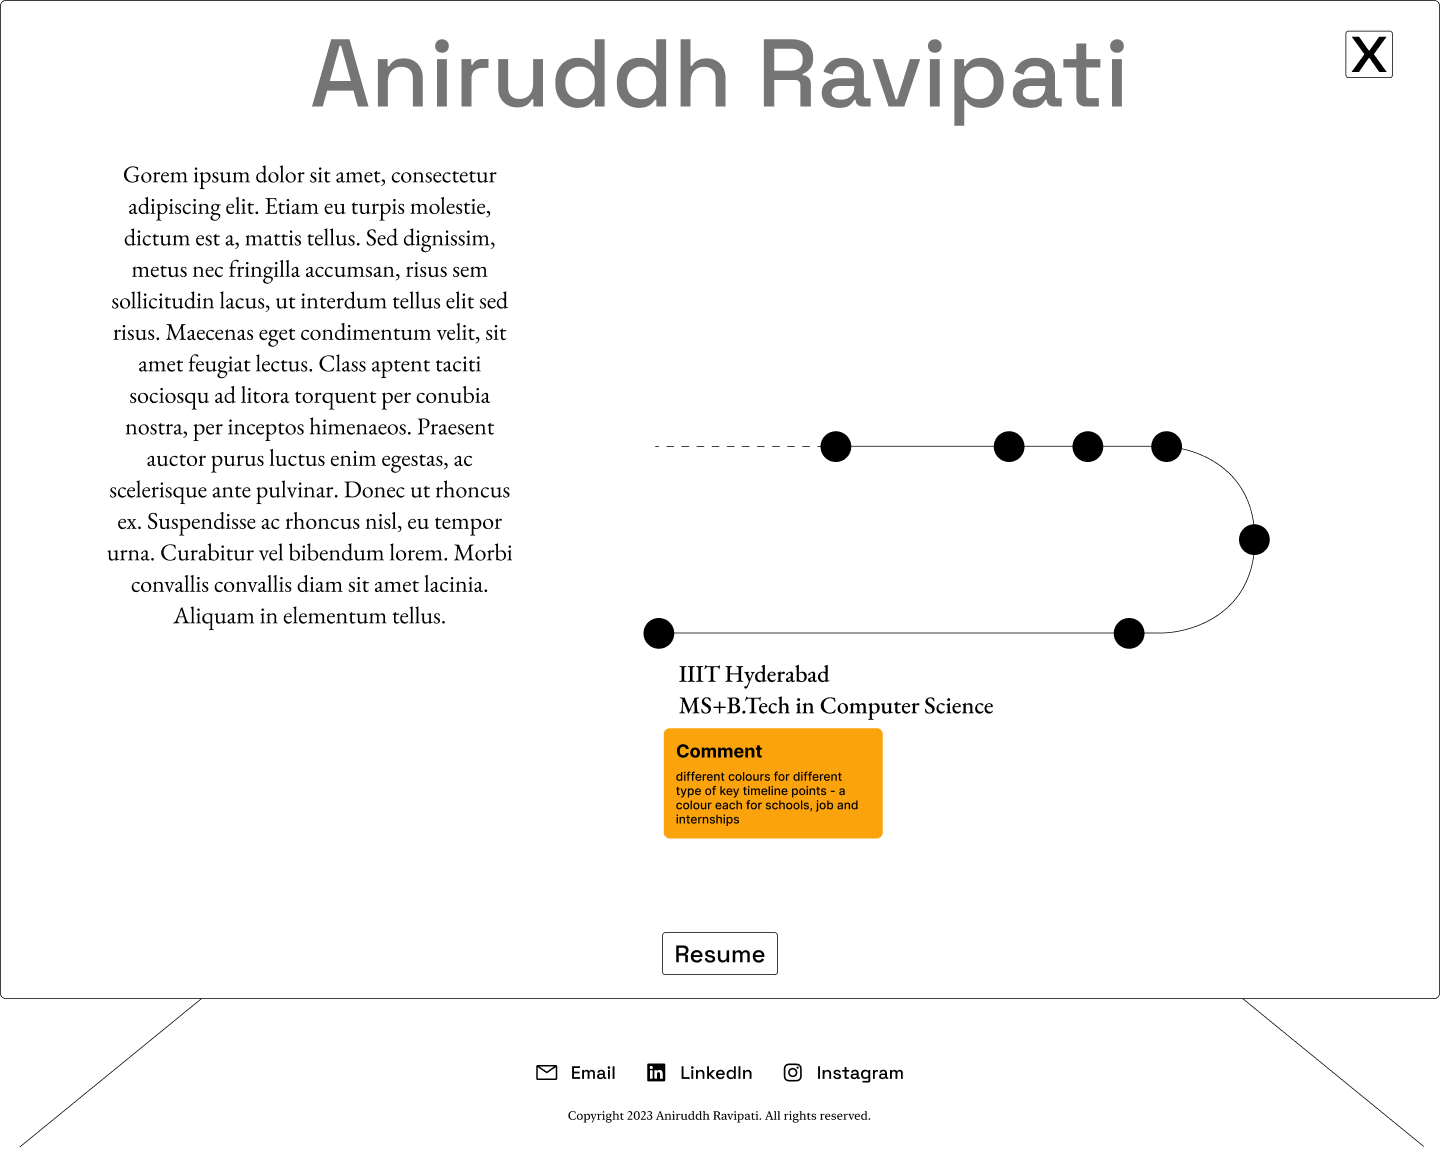 Aniruddh Ravipati
X
Gorem ipsum dolor sit amet, consectetur
adipiscing elit. Etiam eu turpis molestie,
dictum est a, mattis tellus. Sed dignissim,
metus nec fringilla accumsan, risus sem
sollicitudin lacus, ut interdum tellus elit sed
risus. Maecenas eget condimentum velit, sit
amet feugiat lectus. Class aptent taciti
sociosqu ad litora torquent per conubia
nostra, per inceptos himenaeos. Praesent
auctor purus luctus enim egestas, ac
scelerisque ante pulvinar. Donec ut rhoncus
ex. Suspendisse ac rhoncus nisl, eu tempor
urna. Curabitur vel bibendum lorem. Morbi
convallis convallis diam sit amet lacinia.
Aliquam in elementum tellus.
IIIT Hyderabad
MS+B.Tech in Computer Science
Comment
different colours for different
type of key timeline points - a
colour each for schools, job and
internships
Resume
Email
LinkedIn
Instagram
Copyright 2023 Aniruddh Ravipati. All rights reserved.